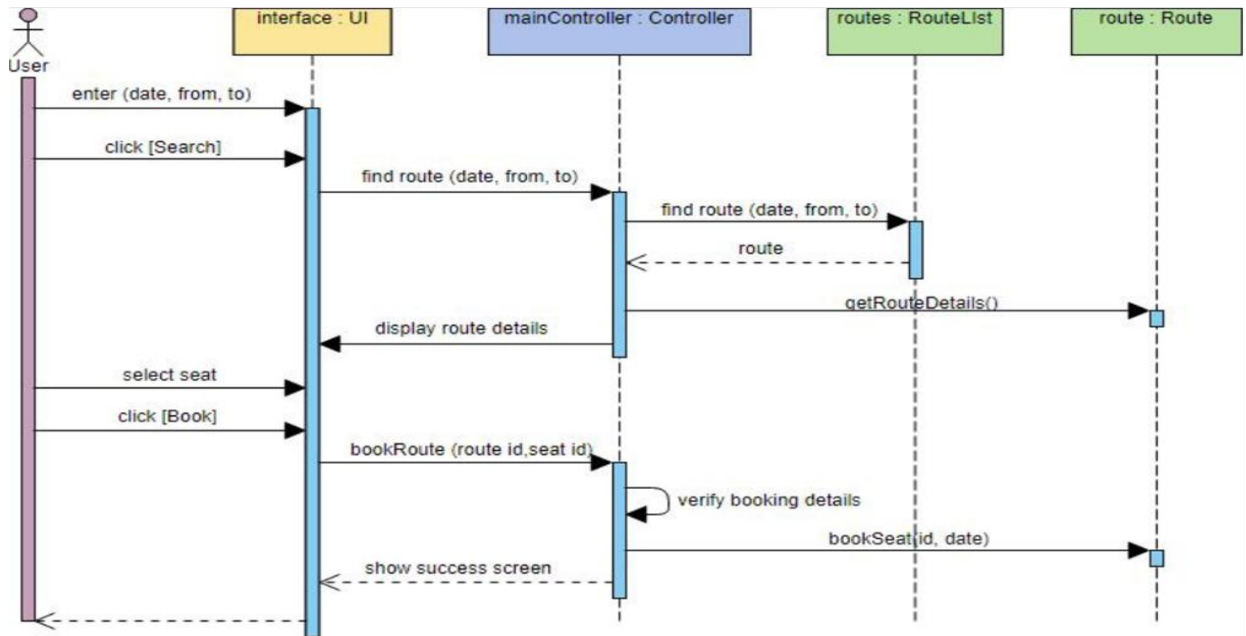 interface : UI
mainController : Controller
routes : RouteLIst
route : Route
User
enter (date, from, to)
click [Search]
find route (date, from, to)
find route (date, from, to)
route
getRouteDetails()
display route details
select seat
click [Book]
bookRoute (route id,seat id)
verify booking details
bookSeat(id, date)
show success screen